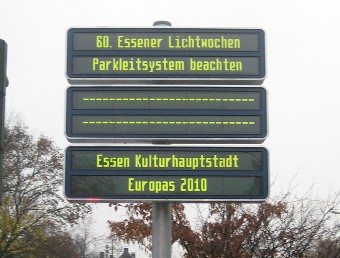 60. Essener Lichtwochen
Parkleitsystem beachten
--------------------------
--------------------------
Essen Kulturhauptstadt
Europas 2010